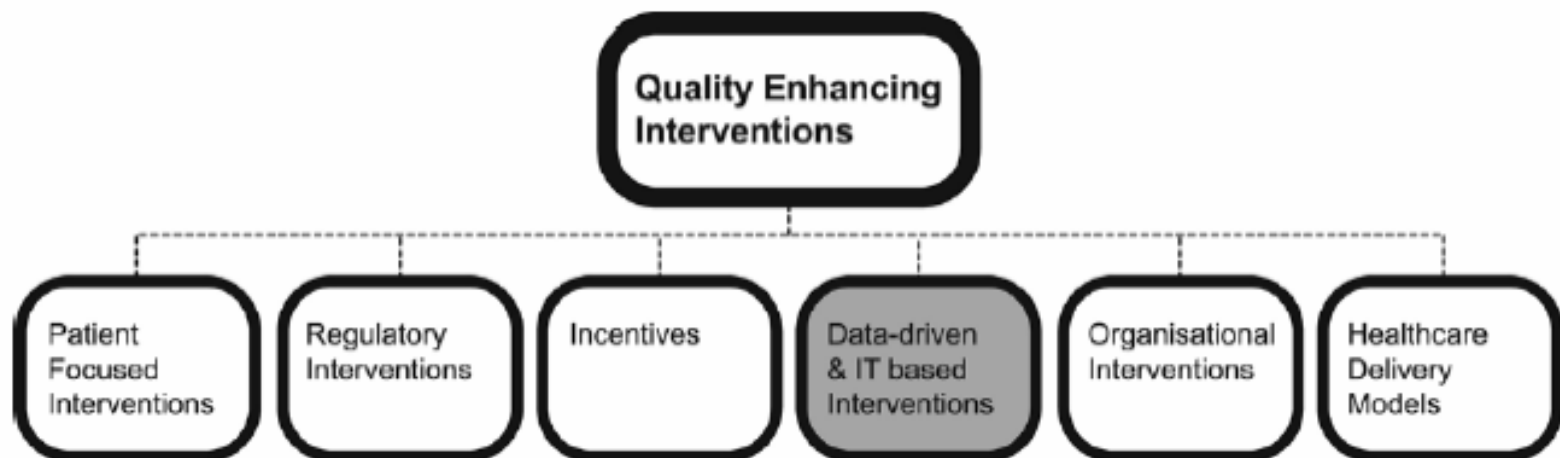 Quality Enhancing
Interventions
Patient
Focused
Interventions
Regulatory
Interventions
Incentives
Data-driven
& IT based
Interventions
Organisational
Interventions
Healthcare
Delivery
Models